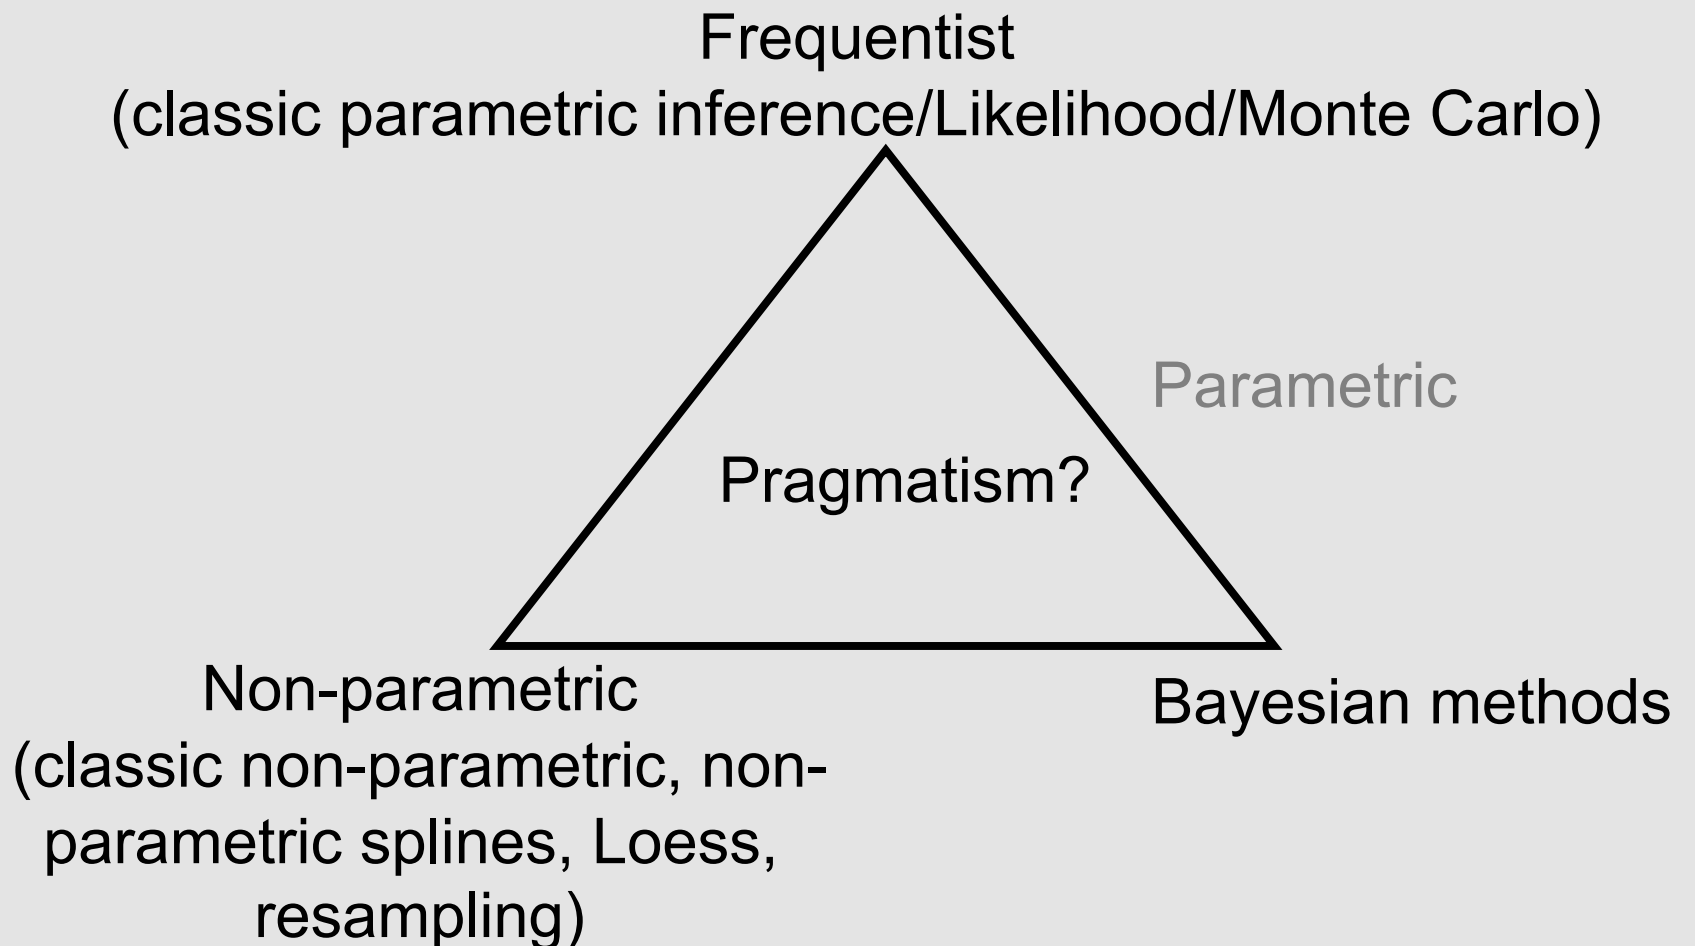 Frequentist
(classic parametric inference/Likelihood/Monte Carlo)
Parametric
Pragmatism?
Non-parametric
(classic non-parametric, non-
parametric splines, Loess,
resampling)
Bayesian methods